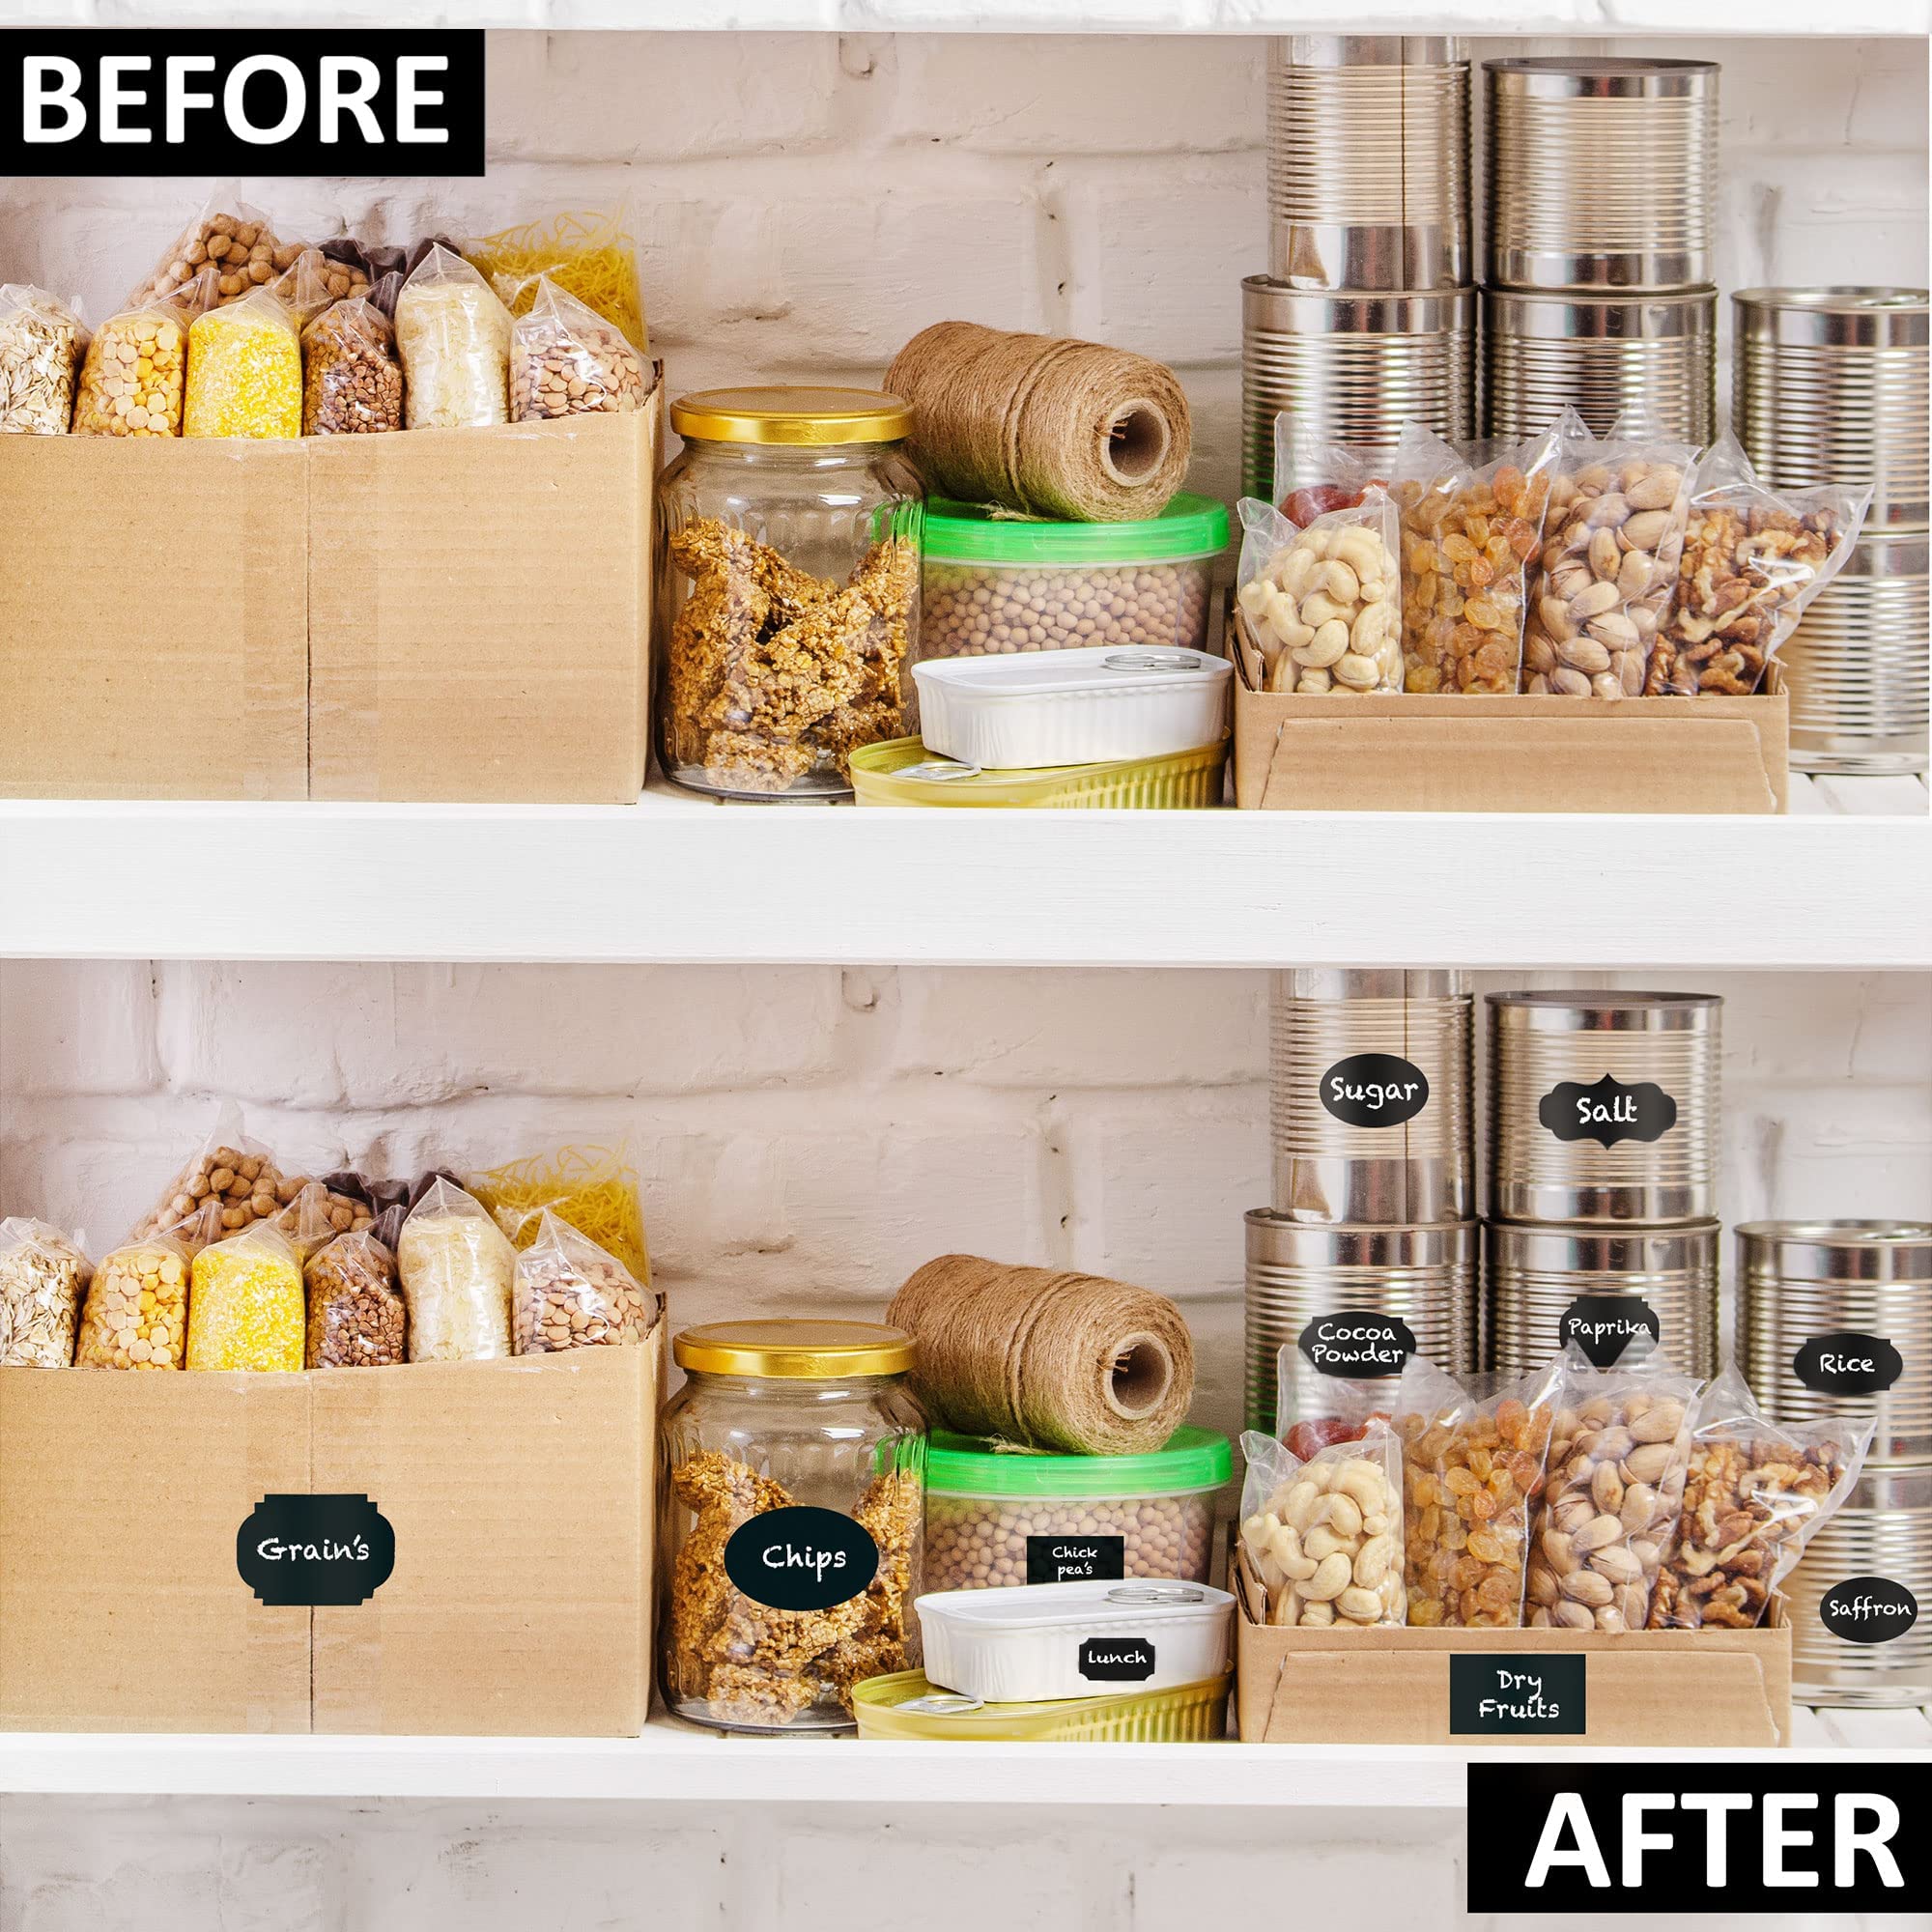 BEFORE
Sugar
Salt
Cocoa
Powder
Paprika
Rice
Grain's
Chips
Chick
pea's
Lunch
Saffron
Dry
Fruits
AFTER